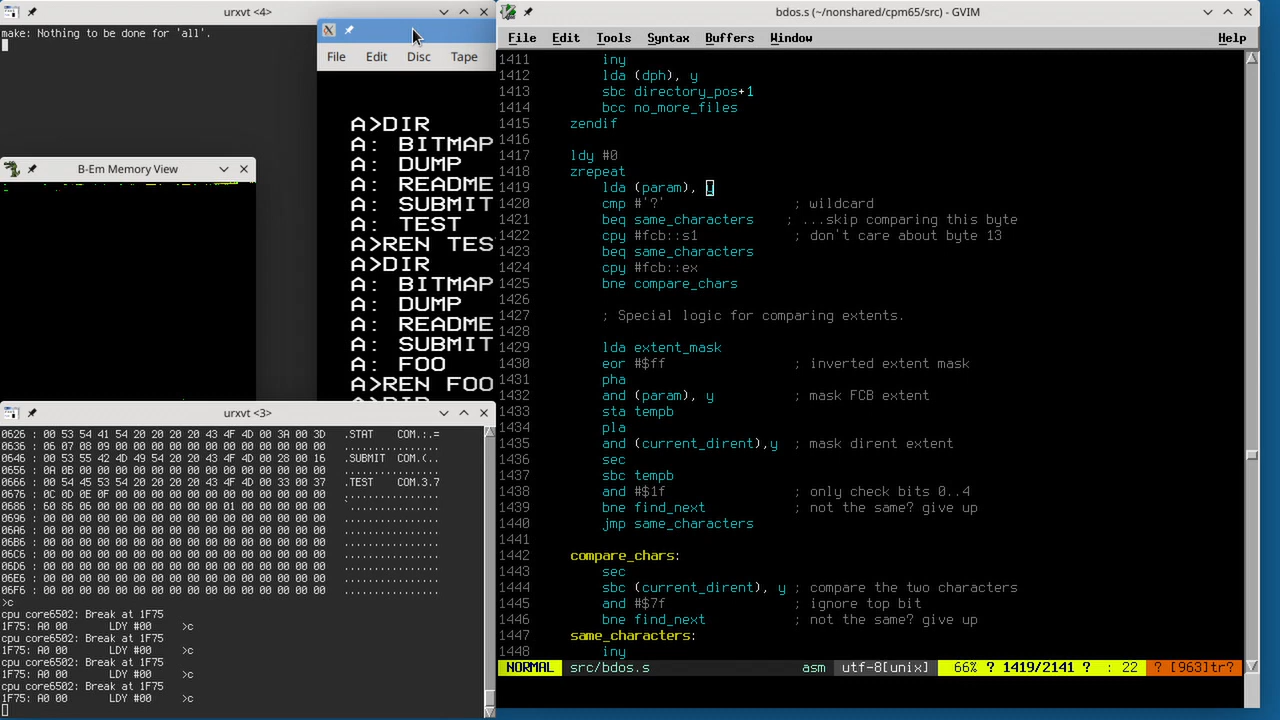 urxvt <4>
make: Nothing to be done for 'all'.
File Edit Disc Tape
A>DIR
A: BITMAP
A: DUMP
A: README
A: SUBMIT
A: TEST
A>REN TES
A>DIR
A: BITMAP
A: DUMP
A: README
A: SUBMIT
A: FOO
A>REN FOO
B-Em Memory View
urxvt <3>
0626 : 00 53 54 41 54 20 20 20 20 43 4F 4D 00 3A 00 3D .STAT    COM.:.=
0636 : 06 07 08 09 00 00 00 00 00 00 00 00 00 00 00 00 ................
0646 : 00 53 55 42 4D 49 54 20 20 43 4F 4D 00 28 00 16 .SUBMIT  COM.(..
0656 : 0A 0B 00 00 00 00 00 00 00 00 00 00 00 00 00 00 ................
0666 : 00 54 45 53 54 20 20 20 20 43 4F 4D 00 33 00 37 .TEST    COM.3.7
0676 : 0C 0D 0E 0F 00 00 00 00 00 00 00 00 00 00 00 00 ................
0686 : 60 86 06 00 00 00 00 00 00 01 00 00 00 00 00 00 `...............
0696 : 00 00 00 00 00 00 00 00 00 00 00 00 00 00 00 00 ................
06A6 : 00 00 00 00 00 00 00 00 00 00 00 00 00 00 00 00 ................
06B6 : 00 00 00 00 00 00 00 00 00 00 00 00 00 00 00 00 ................
06C6 : 00 00 00 00 00 00 00 00 00 00 00 00 00 00 00 00 ................
06D6 : 00 00 00 00 00 00 00 00 00 00 00 00 00 00 00 00 ................
06E6 : 00 00 00 00 00 00 00 00 00 00 00 00 00 00 00 00 ................
06F6 : 00 00 00 00 00 00 00 00 00 00 00 00 00 00 00 00 ................
>c
cpu core6502: Break at 1F75
1F75: A0 00       LDY #00     >c
cpu core6502: Break at 1F75
1F75: A0 00       LDY #00     >c
cpu core6502: Break at 1F75
1F75: A0 00       LDY #00     >c
cpu core6502: Break at 1F75
1F75: A0 00       LDY #00     >c
bdos.s (~/nonshared/cpm65/src) - GVIM
File Edit Tools Syntax Buffers Window Help
1411 iny
1412 lda (dph), y
1413 sbc directory_pos+1
1414 bcc no_more_files
1415 zendif
1416
1417 ldy #0
1418 zrepeat
1419 lda (param), y
1420 cmp #'?' ; wildcard
1421 beq same_characters ; ...skip comparing this byte
1422 cpy #fcb::s1 ; don't care about byte 13
1423 beq same_characters
1424 cpy #fcb::ex
1425 bne compare_chars
1426
1427 ; Special logic for comparing extents.
1428
1429 lda extent_mask
1430 eor #$ff ; inverted extent mask
1431 pha
1432 and (param), y ; mask FCB extent
1433 sta tempb
1434 pla
1435 and (current_dirent),y ; mask dirent extent
1436 sec
1437 sbc tempb
1438 and #$1f ; only check bits 0..4
1439 bne find_next ; not the same? give up
1440 jmp same_characters
1441
1442 compare_chars:
1443 sec
1444 sbc (current_dirent), y ; compare the two characters
1445 and #$7f ; ignore top bit
1446 bne find_next ; not the same? give up
1447 same_characters:
1448 iny
NORMAL src/bdos.s asm utf-8[unix] 66% ? 1419/2141 ? : 22 ? [963]tr?